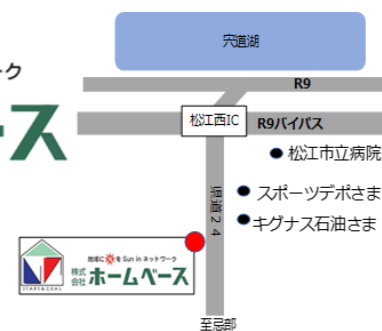 宍道湖
ーク
R9
ース
松江西IC
R9バイパス
松江市立病院
スポーツデポさま
県道24
キグナス石油さま
地域に楽をSun in ネットワーク
株式会社 ホームベース
START&GOAL
至忌部